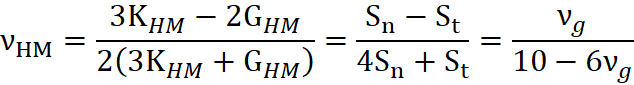 ν_HM = (3K_HM − 2G_HM) / (2(3K_HM + G_HM)) = (S_n − S_t) / (4S_n + S_t) = ν_g / (10 − 6ν_g)